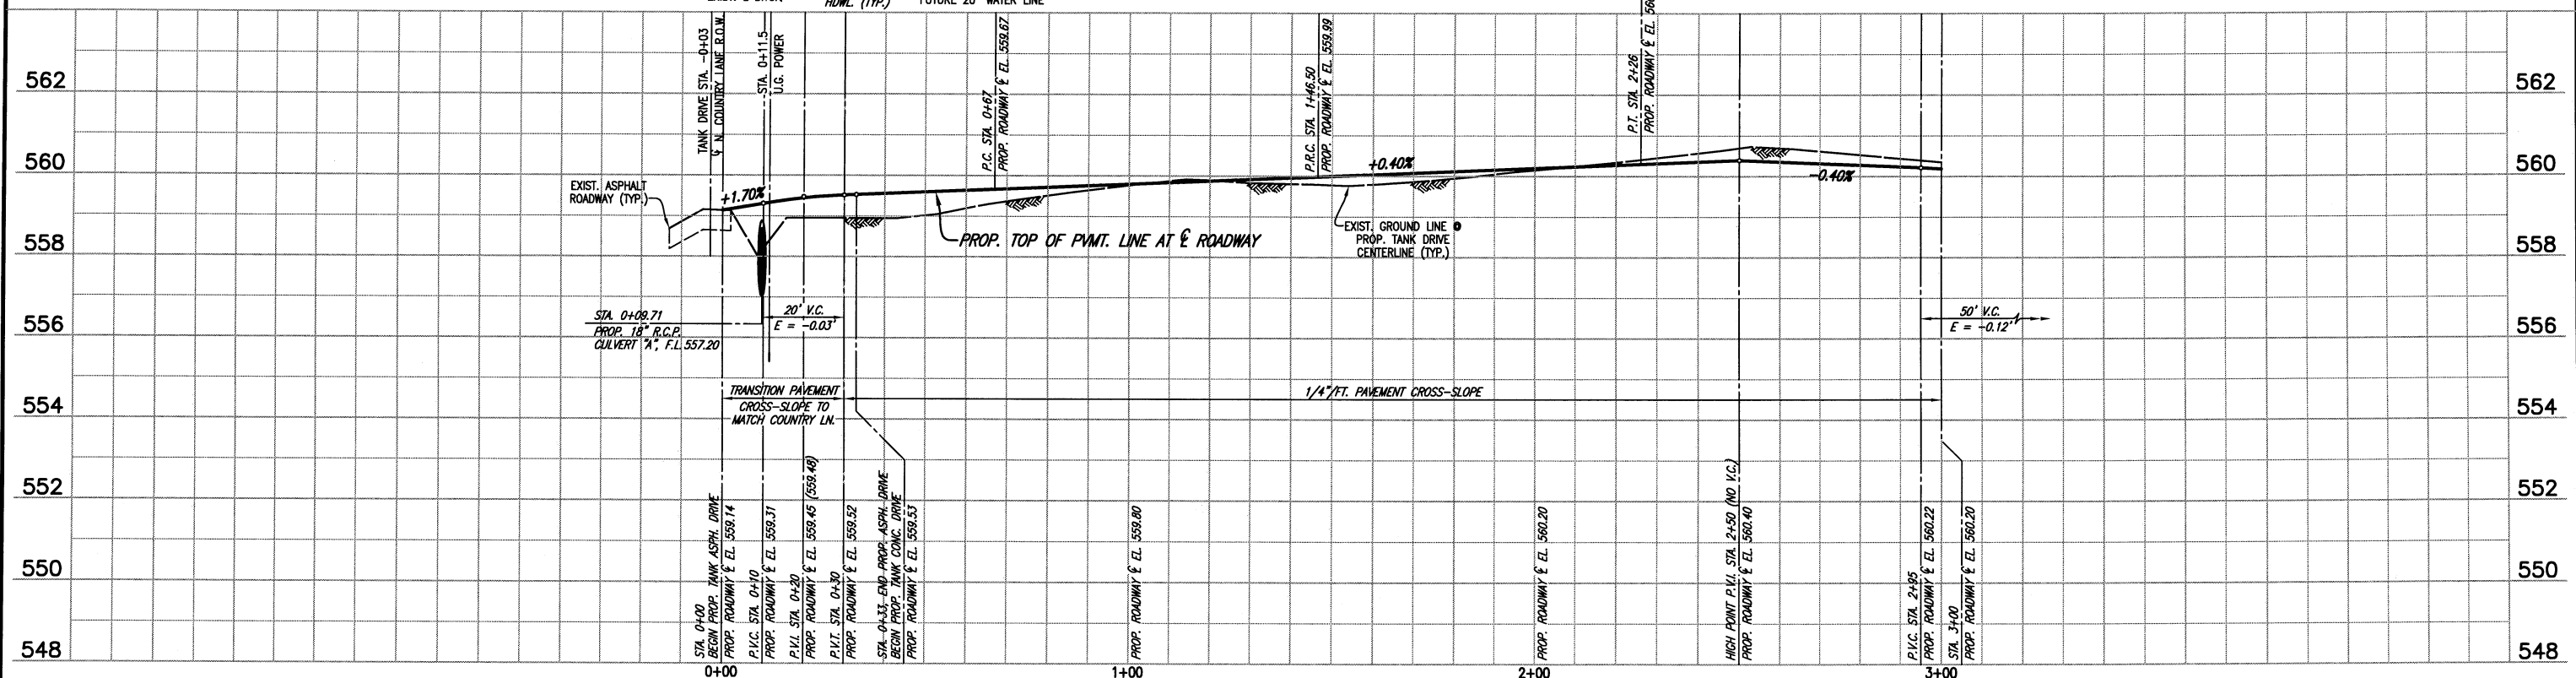 HDWL. (TYP.)
FUTURE 20" WATER LINE
TANK DRIVE STA. -0+03
℄ N. COUNTRY LANE R.O.W.
STA. 0+11.5
U.G. POWER
P.C. STA. 0+67
PROP. ROADWAY ℄ EL. 559.67
P.R.C. STA. 1+46.50
PROP. ROADWAY ℄ EL. 559.99
P.T. STA. 2+26
PROP. ROADWAY ℄ EL.
562
562
560
560
558
558
556
556
554
554
552
552
550
550
548
548
EXIST. ASPHALT
ROADWAY (TYP.)
+1.70%
+0.40%
-0.40%
PROP. TOP OF PVMT. LINE AT ℄ ROADWAY
EXIST. GROUND LINE @
PROP. TANK DRIVE
CENTERLINE (TYP.)
STA. 0+09.71
PROP. 18" R.C.P.
CULVERT "A", F.L. 557.20
20' V.C.
E = -0.03'
50' V.C.
E = -0.12'
TRANSITION PAVEMENT
CROSS-SLOPE TO
MATCH COUNTRY LN.
1/4"/FT. PAVEMENT CROSS-SLOPE
STA. 0+00
BEGIN PROP. TANK ASPH. DRIVE
PROP. ROADWAY ℄ EL. 559.14
P.V.C. STA. 0+10
PROP. ROADWAY ℄ EL. 559.31
P.V.I. STA. 0+20
PROP. ROADWAY ℄ EL. 559.45 (559.48)
P.V.T. STA. 0+30
PROP. ROADWAY ℄ EL. 559.52
STA. 0+33, END PROP. ASPH. DRIVE
BEGIN PROP. TANK CONC. DRIVE
PROP. ROADWAY ℄ EL. 559.53
PROP. ROADWAY ℄ EL. 559.80
PROP. ROADWAY ℄ EL. 560.20
HIGH POINT P.V.I. STA. 2+50 (NO V.C.)
PROP. ROADWAY ℄ EL. 560.40
P.V.C. STA. 2+95
PROP. ROADWAY ℄ EL. 560.22
STA. 3+00
PROP. ROADWAY ℄ EL. 560.20
0+00
1+00
2+00
3+00